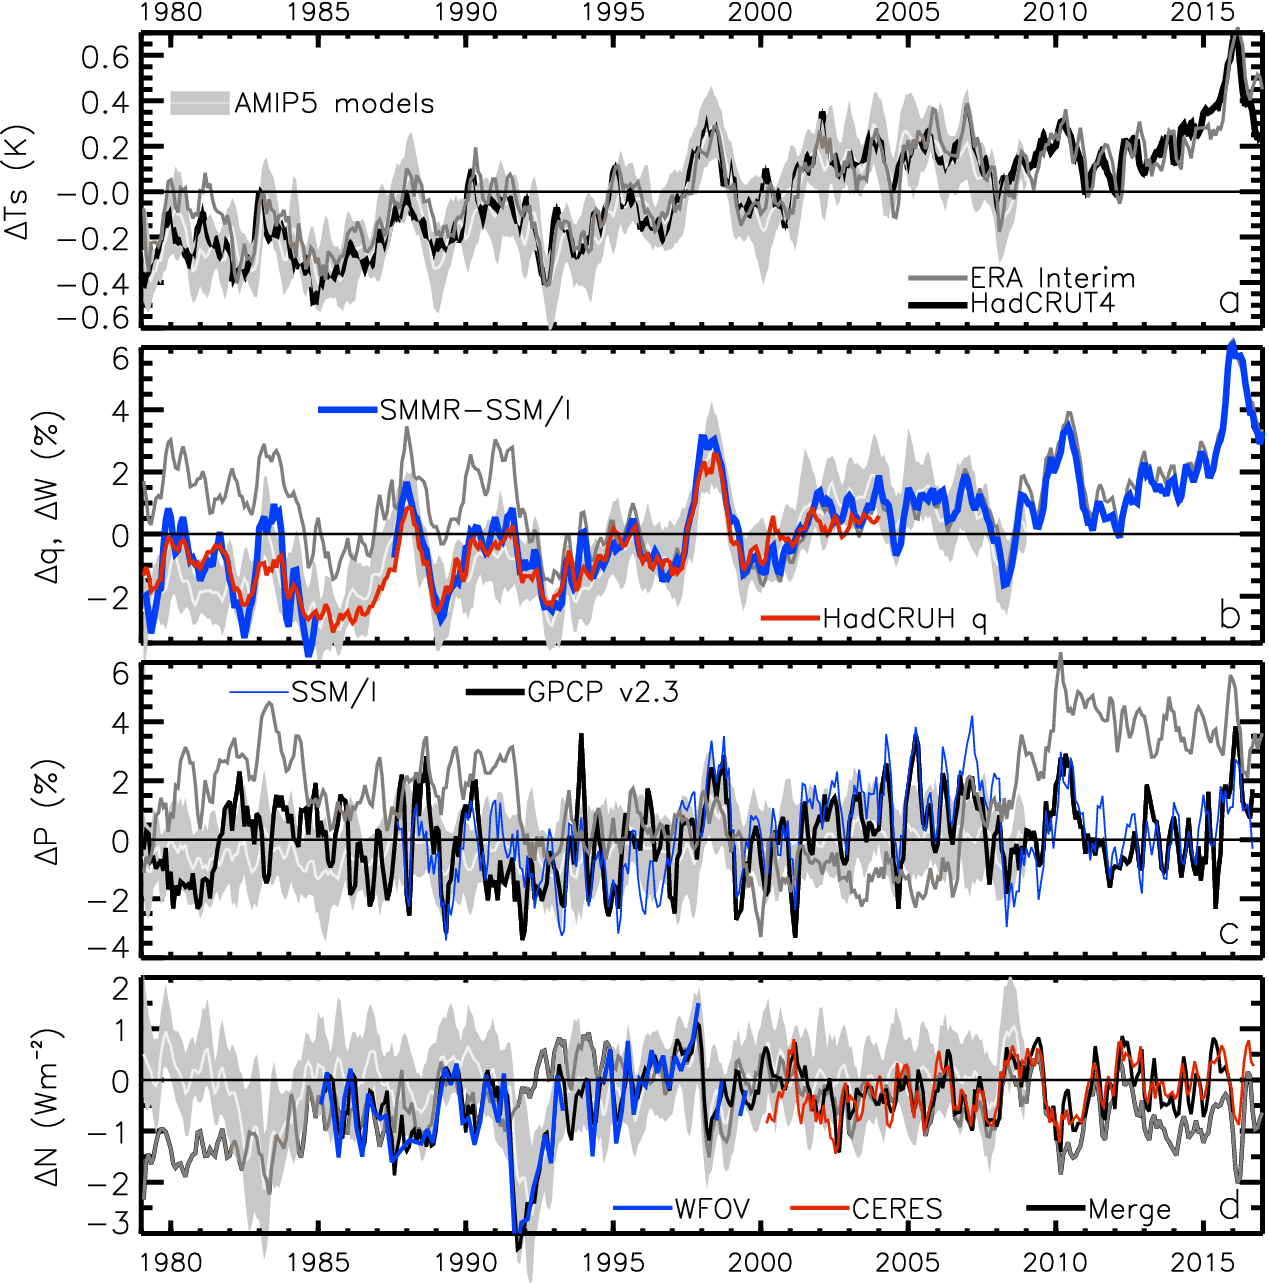 1980 1985 1990 1995 2000 2005 2010 2015
0.6
0.4
0.2
−0.0
−0.2
−0.4
−0.6
ΔTs (K)
AMIP5 models
ERA Interim
HadCRUT4
a
6
4
2
0
−2
Δq, ΔW (%)
SMMR−SSM/I
HadCRUH q
b
6
4
2
0
−2
−4
ΔP (%)
SSM/I GPCP v2.3
c
2
1
0
−1
−2
−3
ΔN (Wm⁻²)
WFOV CERES Merge
d
1980 1985 1990 1995 2000 2005 2010 2015